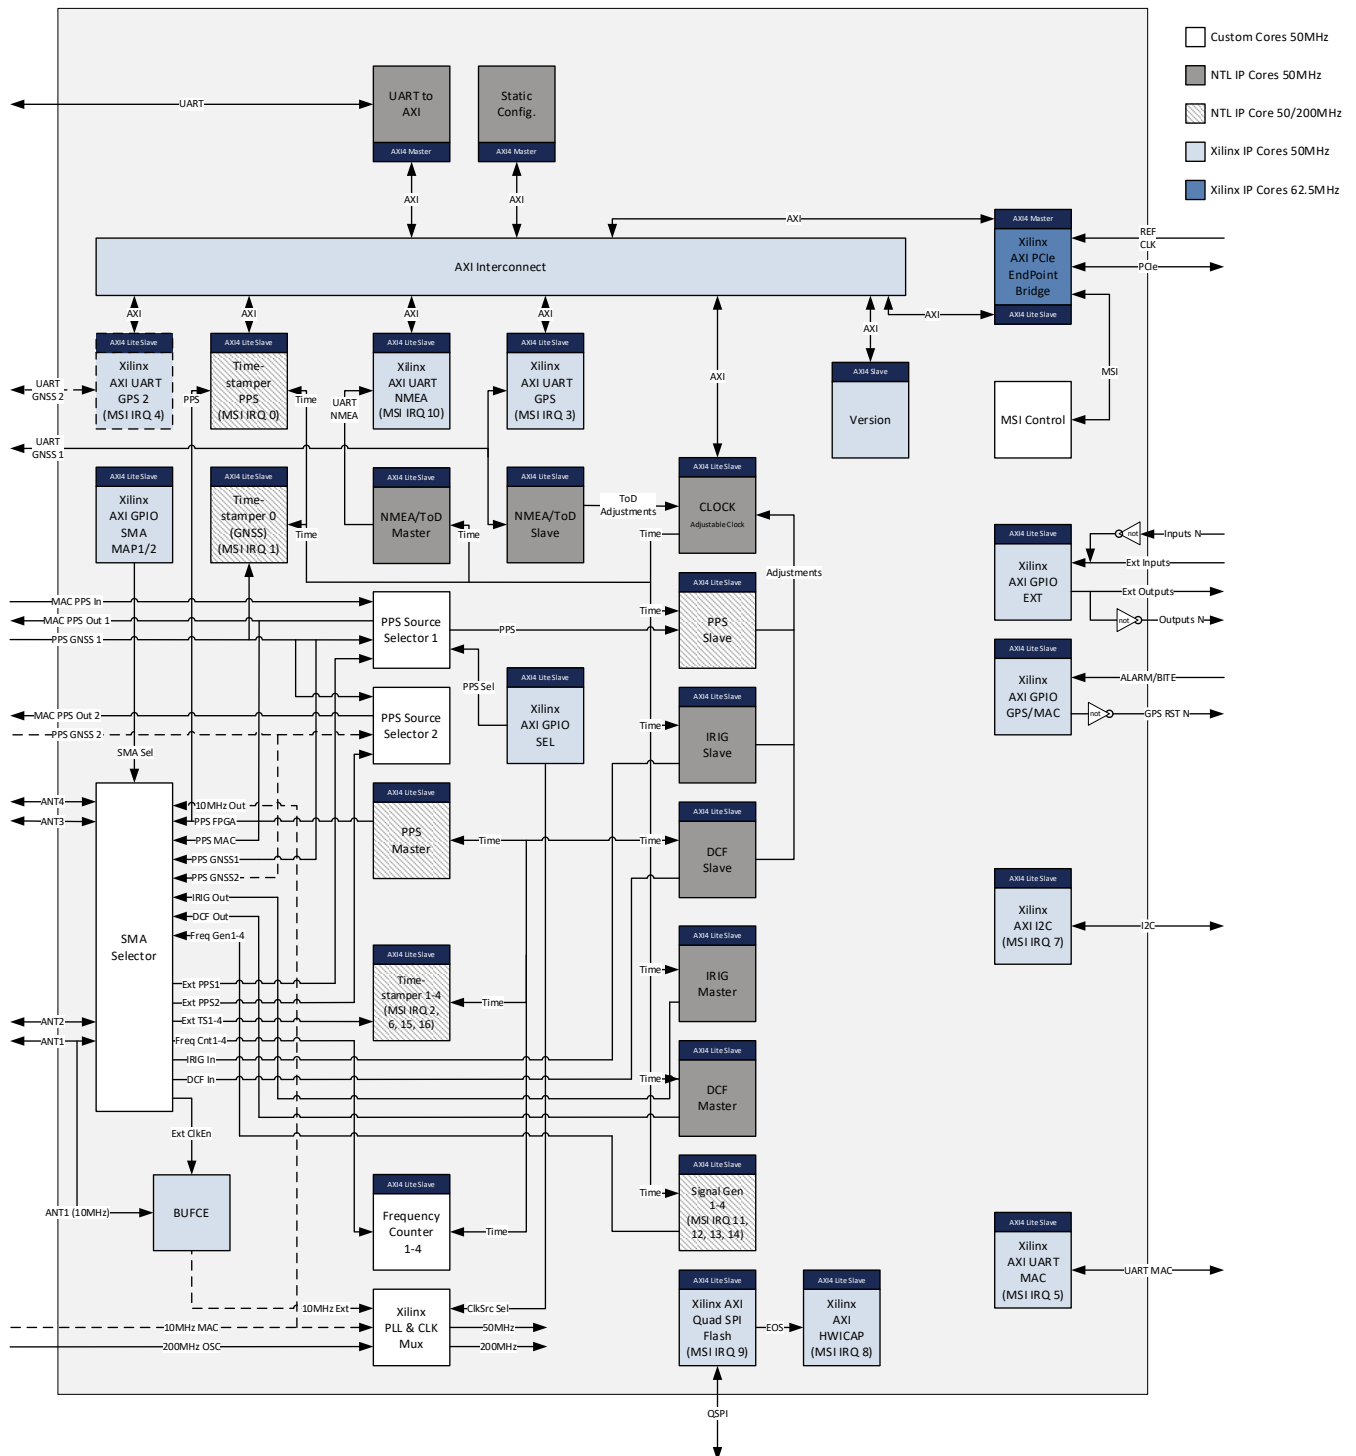 Custom Cores 50MHz
NTL IP Cores 50MHz
NTL IP Core 50/200MHz
Xilinx IP Cores 50MHz
Xilinx IP Cores 62.5MHz
UART
UART to
AXI
AXI4 Master
Static
Config.
AXI4 Master
AXI
AXI
AXI
AXI Interconnect
AXI4 Master
Xilinx
AXI PCIe
EndPoint
Bridge
AXI4 Lite Slave
REF
CLK
PCIe
AXI
AXI
AXI
AXI
AXI
AXI
AXI
MSI
UART
GNSS 2
AXI4 Lite Slave
Xilinx
AXI UART
GPS 2
(MSI IRQ 4)
PPS
AXI4 Lite Slave
Time-
stamper
PPS
(MSI IRQ 0)
Time
UART
NMEA
AXI4 Lite Slave
Xilinx
AXI UART
NMEA
(MSI IRQ 10)
AXI4 Lite Slave
Xilinx
AXI UART
GPS
(MSI IRQ 3)
AXI4 Slave
Version
MSI Control
UART
GNSS 1
AXI4 Lite Slave
Xilinx
AXI GPIO
SMA
MAP1/2
AXI4 Lite Slave
Time-
stamper 0
(GNSS)
(MSI IRQ 1)
Time
AXI4 Lite Slave
NMEA/ToD
Master
Time
AXI4 Lite Slave
NMEA/ToD
Slave
ToD
Adjustments
AXI4 Lite Slave
CLOCK
Adjustable Clock
Time
Adjustments
AXI4 Lite Slave
Xilinx
AXI GPIO
EXT
not
Inputs N
Ext Inputs
Ext Outputs
not
Outputs N
MAC PPS In
MAC PPS Out 1
PPS GNSS 1
PPS Source
Selector 1
PPS
Time
AXI4 Lite Slave
PPS
Slave
AXI4 Lite Slave
Xilinx
AXI GPIO
GPS/MAC
ALARM/BITE
not
GPS RST N
MAC PPS Out 2
PPS GNSS 2
PPS Source
Selector 2
PPS Sel
AXI4 Lite Slave
Xilinx
AXI GPIO
SEL
Time
AXI4 Lite Slave
IRIG
Slave
SMA Sel
ANT4
ANT3
ANT2
ANT1
SMA
Selector
10MHz Out
PPS FPGA
PPS MAC
PPS GNSS1
PPS GNSS2
IRIG Out
DCF Out
Freq Gen1-4
Ext PPS1
Ext PPS2
Ext TS1-4
Freq Cnt1-4
IRIG In
DCF In
AXI4 Lite Slave
PPS
Master
Time
Time
AXI4 Lite Slave
DCF
Slave
AXI4 Lite Slave
Time-
stamper 1-4
(MSI IRQ 2,
6, 15, 16)
Time
Time
AXI4 Lite Slave
IRIG
Master
AXI4 Lite Slave
Xilinx
AXI I2C
(MSI IRQ 7)
I2C
Time
AXI4 Lite Slave
DCF
Master
Ext ClkEn
ANT1 (10MHz)
BUFCE
AXI4 Lite Slave
Frequency
Counter
1-4
Time
Time
AXI4 Lite Slave
Signal Gen
1-4
(MSI IRQ 11,
12, 13, 14)
AXI4 Lite Slave
Xilinx
AXI UART
MAC
(MSI IRQ 5)
UART MAC
10MHz Ext
10MHz MAC
200MHz OSC
Xilinx
PLL & CLK
Mux
ClkSrc Sel
50MHz
200MHz
AXI4 Lite Slave
Xilinx AXI
Quad SPI
Flash
(MSI IRQ 9)
EOS
AXI4 Lite Slave
Xilinx
AXI
HWICAP
(MSI IRQ 8)
QSPI